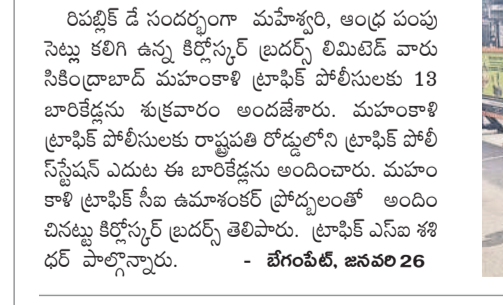 రిపబ్లిక్ డే సందర్భంగా మహేశ్వరి, ఆంధ్ర పంపు
సెట్లు కలిగి ఉన్న కిర్లోస్కర్ బ్రదర్స్ లిమిటెడ్ వారు
సికింద్రాబాద్ మహంకాళి ట్రాఫిక్ పోలీసులకు 13
బారికేడ్లను శుక్రవారం అందజేశారు. మహంకాళి
ట్రాఫిక్ పోలీసులకు రాష్ట్రపతి రోడ్డులోని ట్రాఫిక్ పోలీ
స్‌స్టేషన్ ఎదుట ఈ బారికేడ్లను అందించారు. మహం
కాళి ట్రాఫిక్ సీఐ ఉమాశంకర్ ప్రోద్బలంతో అందిం
చినట్టు కిర్లోస్కర్ బ్రదర్స్ తెలిపారు. ట్రాఫిక్ ఎస్ఐ శశి
ధర్ పాల్గొన్నారు. - బేగంపేట్, జనవరి 26